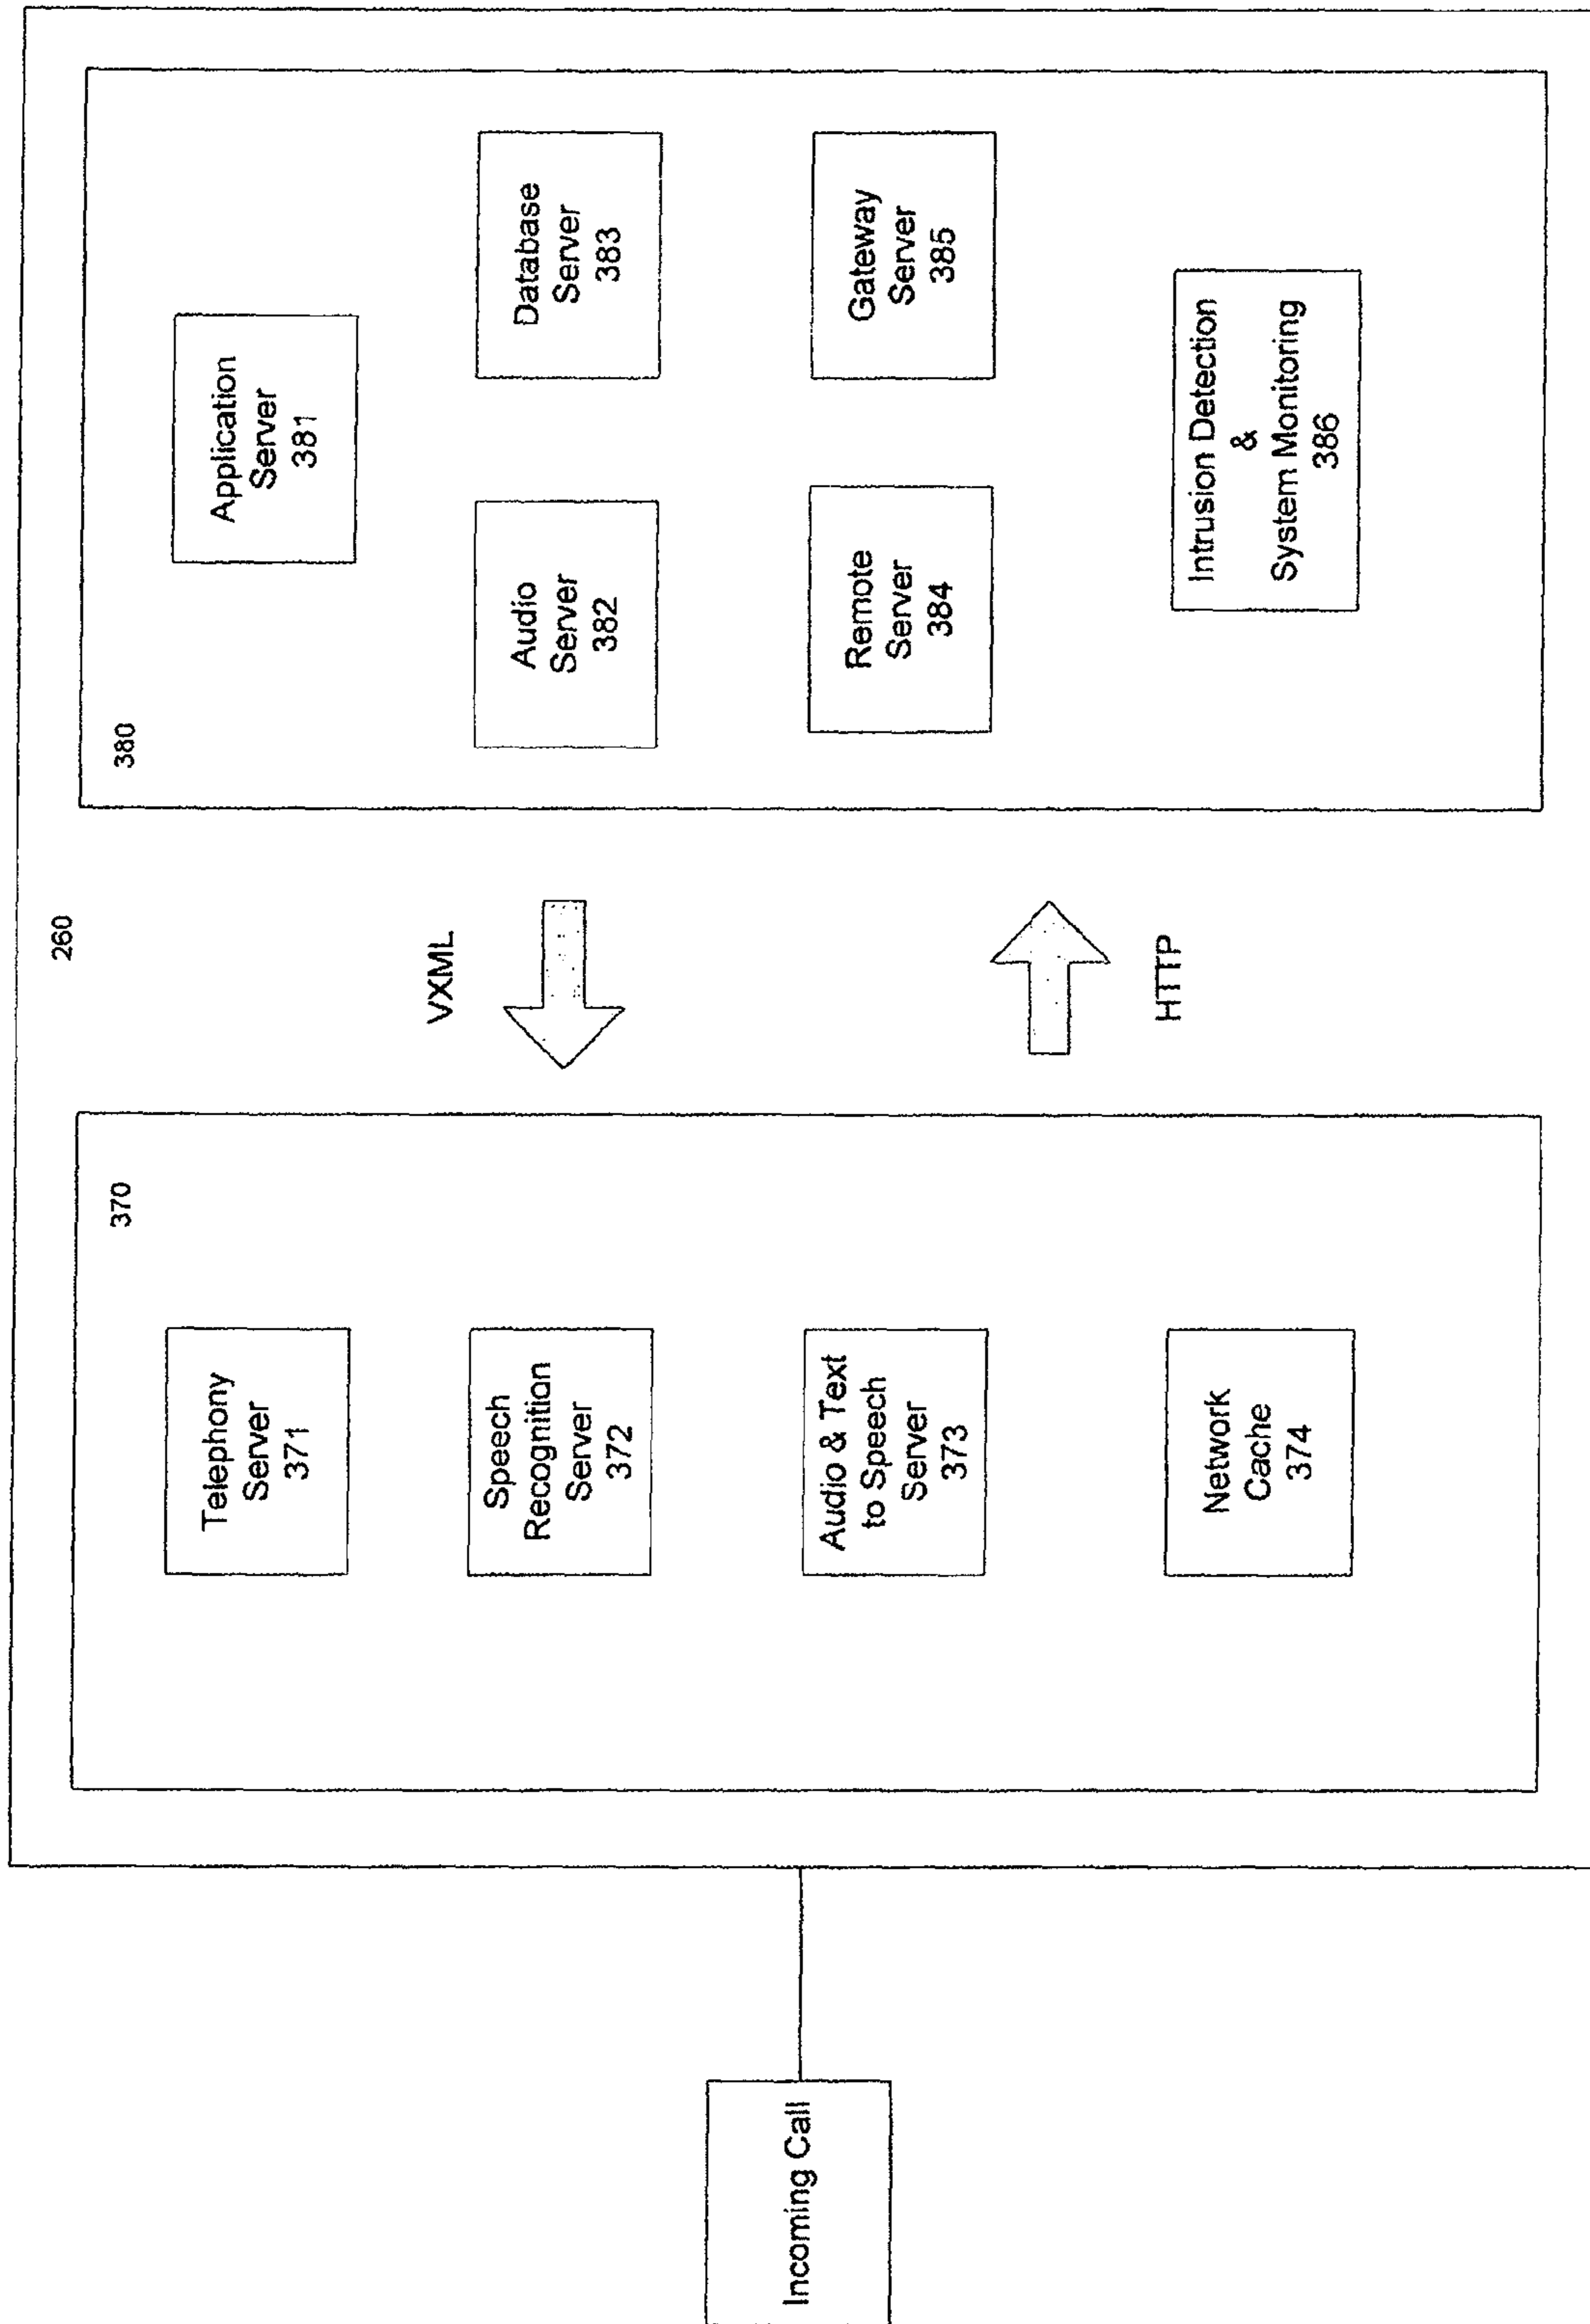 Incoming Call
260
370
Telephony
Server
371
Speech
Recognition
Server
372
Audio & Text
to Speech
Server
373
Network
Cache
374
VXML
HTTP
380
Application
Server
381
Audio
Server
382
Database
Server
383
Remote
Server
384
Gateway
Server
385
Intrusion Detection
&
System Monitoring
386